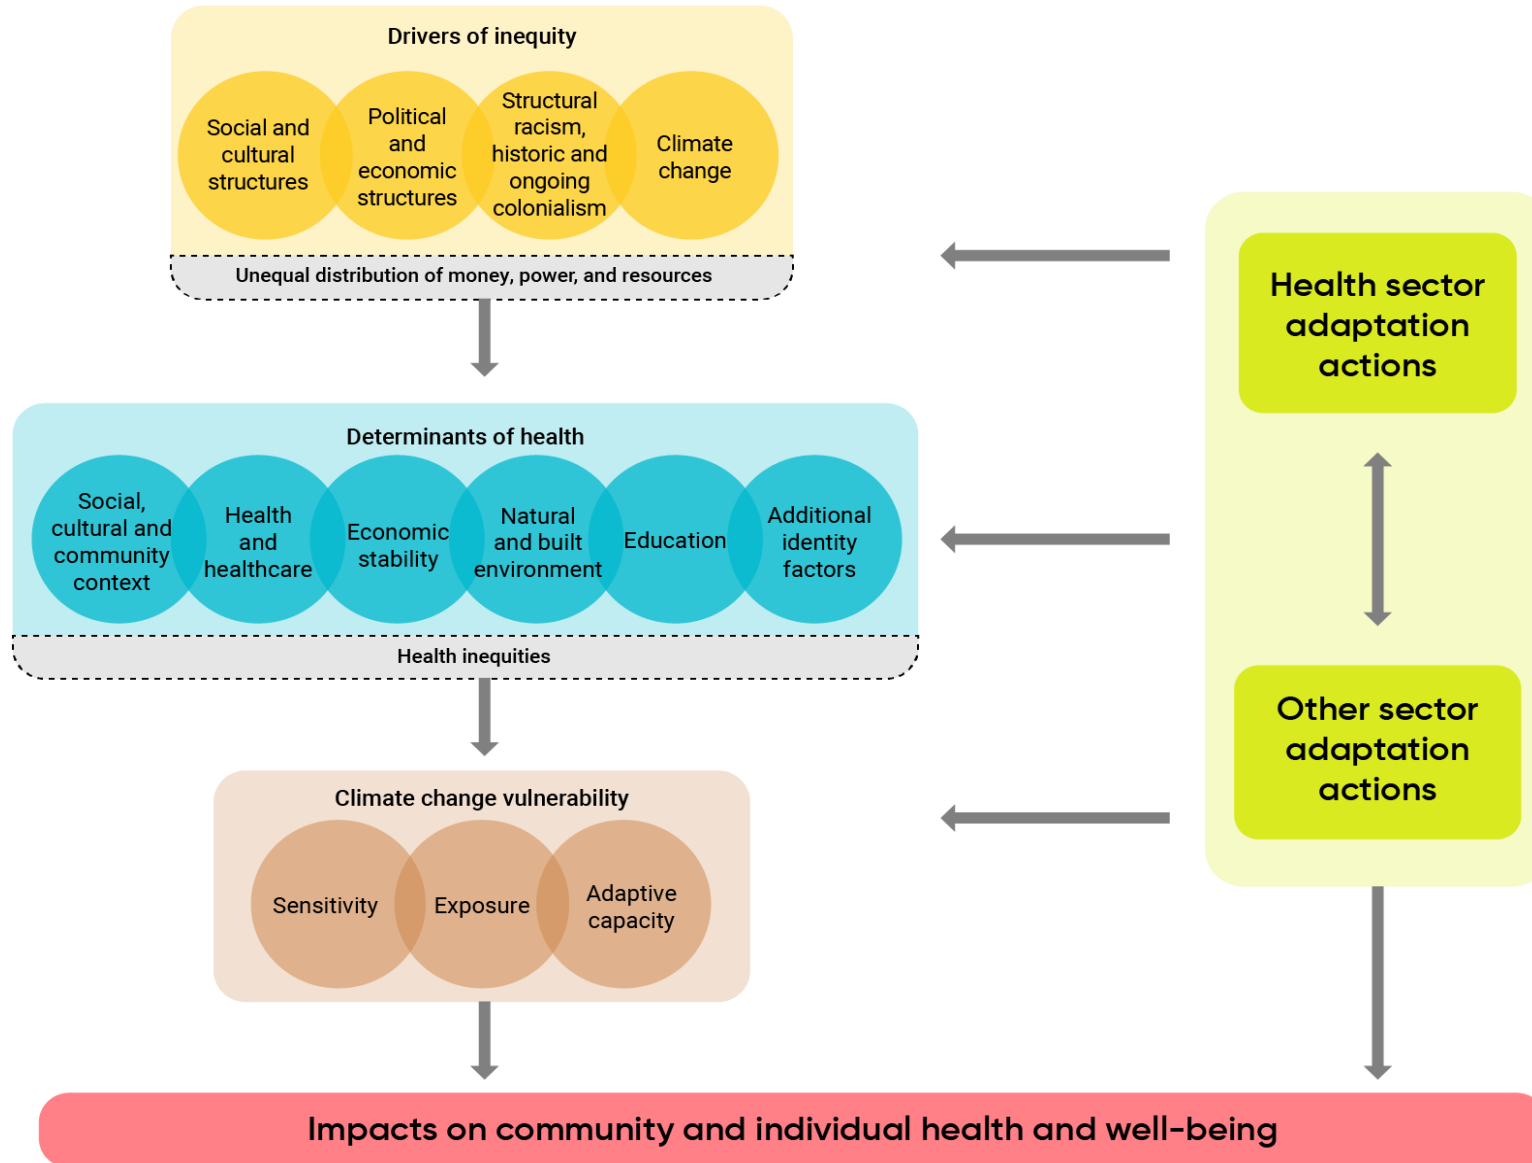 Drivers of inequity
Social and
cultural
structures
Political
and
economic
structures
Structural
racism,
historic and
ongoing
colonialism
Climate
change
Unequal distribution of money, power, and resources
Health sector
adaptation
actions
Determinants of health
Social,
cultural and
community
context
Health
and
healthcare
Economic
stability
Natural
and built
environment
Education
Additional
identity
factors
Health inequities
Other sector
adaptation
actions
Climate change vulnerability
Sensitivity
Exposure
Adaptive
capacity
Impacts on community and individual health and well-being